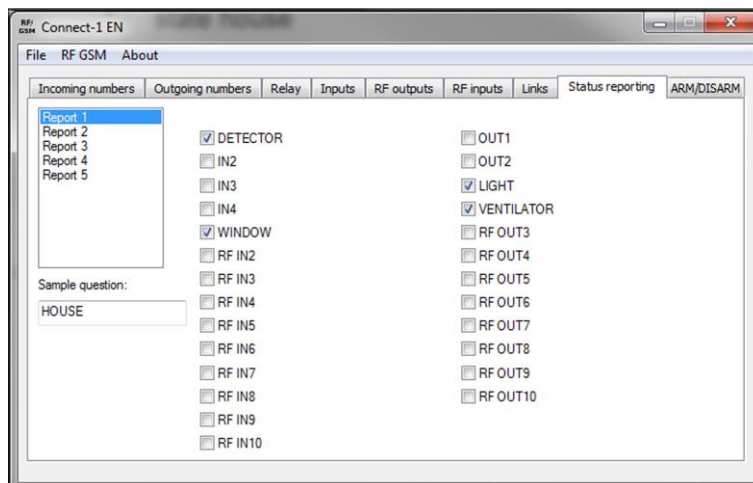 state house
RF/GSM Connect-1 EN
File RF GSM About
Incoming numbers Outgoing numbers Relay Inputs RF outputs RF inputs Links Status reporting ARM/DISARM
Report 1
Report 2
Report 3
Report 4
Report 5
Sample question:
HOUSE
DETECTOR
IN2
IN3
IN4
WINDOW
RF IN2
RF IN3
RF IN4
RF IN5
RF IN6
RF IN7
RF IN8
RF IN9
RF IN10
OUT1
OUT2
LIGHT
VENTILATOR
RF OUT3
RF OUT4
RF OUT5
RF OUT6
RF OUT7
RF OUT8
RF OUT9
RF OUT10